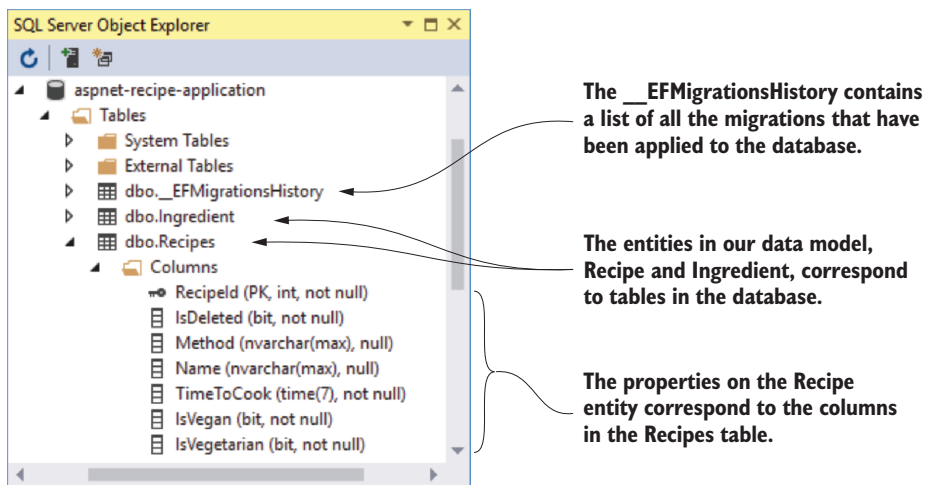 SQL Server Object Explorer
aspnet-recipe-application
Tables
System Tables
External Tables
dbo.__EFMigrationsHistory
dbo.Ingredient
dbo.Recipes
Columns
RecipeId (PK, int, not null)
IsDeleted (bit, not null)
Method (nvarchar(max), null)
Name (nvarchar(max), null)
TimeToCook (time(7), not null)
IsVegan (bit, not null)
IsVegetarian (bit, not null)
The __EFMigrationsHistory contains
a list of all the migrations that have
been applied to the database.
The entities in our data model,
Recipe and Ingredient, correspond
to tables in the database.
The properties on the Recipe
entity correspond to the columns
in the Recipes table.